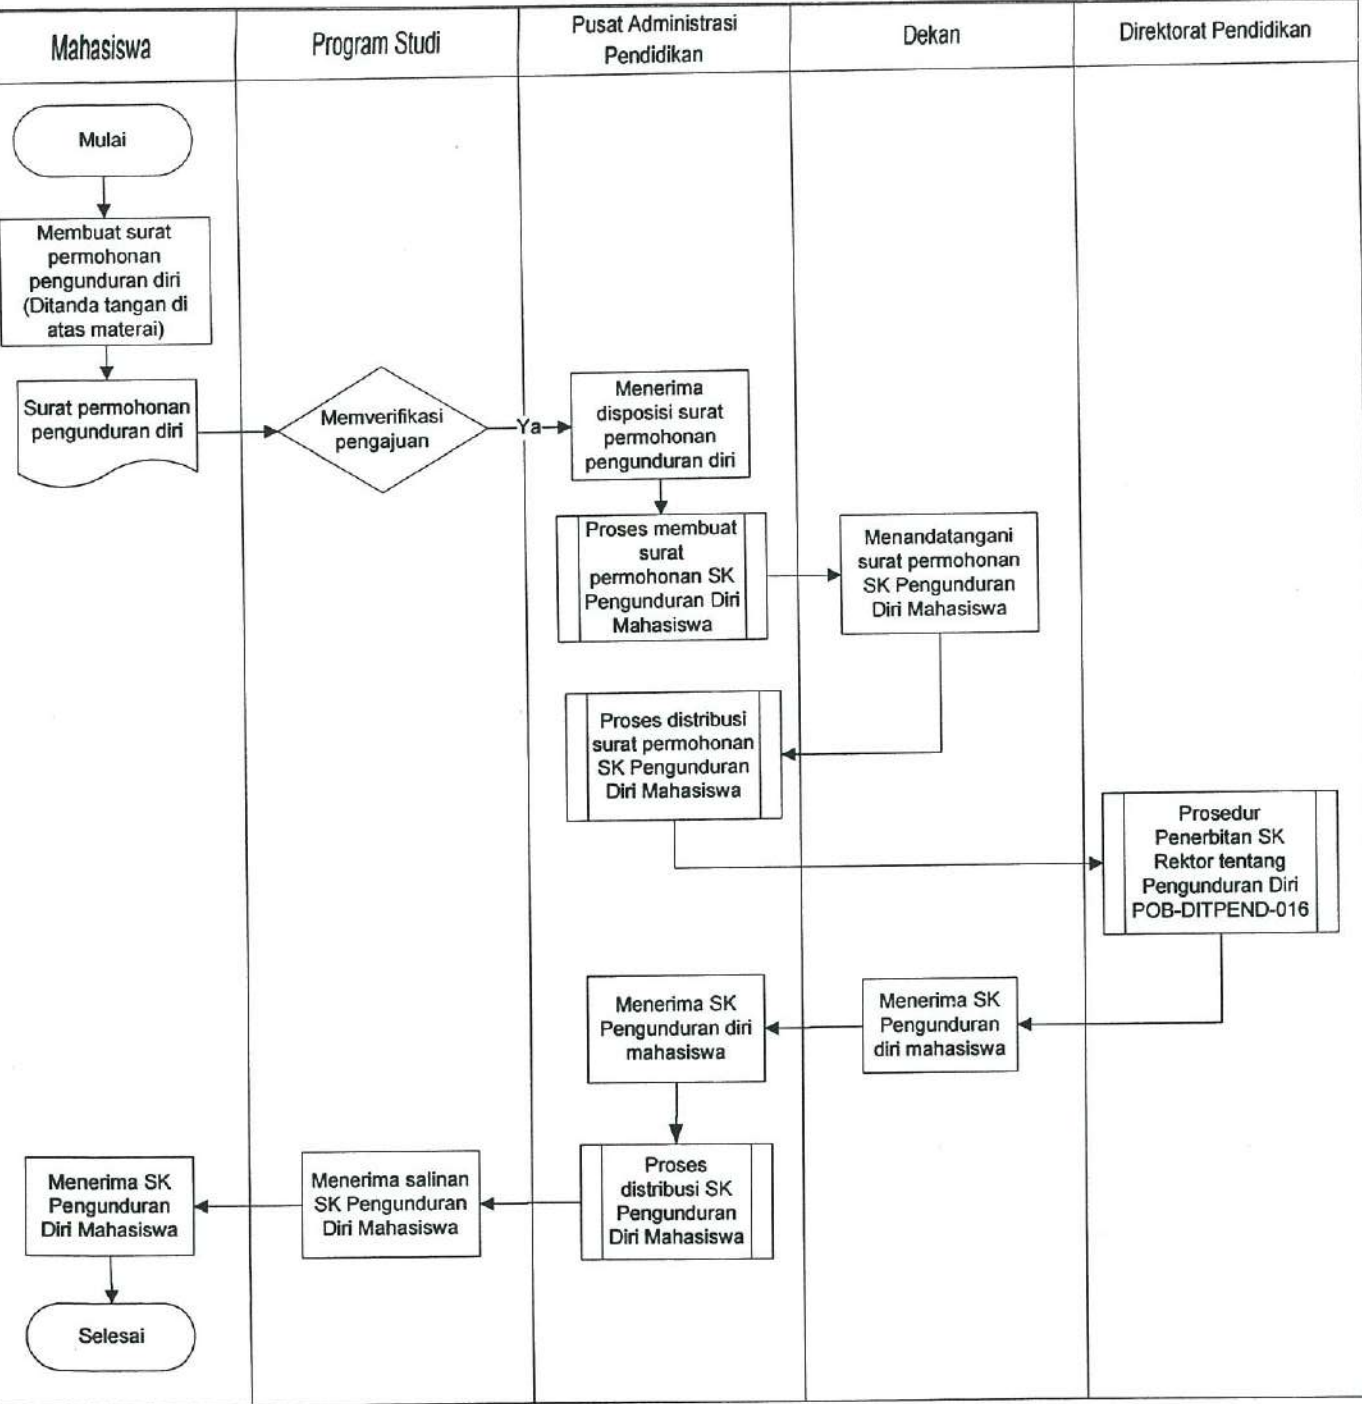 Mahasiswa
Program Studi
Pusat Administrasi
Pendidikan
Dekan
Direktorat Pendidikan
Mulai
Membuat surat
permohonan
pengunduran diri
(Ditanda tangan di
atas materai)
Surat permohonan
pengunduran diri
Memverifikasi
pengajuan
Ya
Menerima
disposisi surat
permohonan
pengunduran diri
Proses membuat
surat
permohonan SK
Pengunduran Diri
Mahasiswa
Menandatangani
surat permohonan
SK Pengunduran
Diri Mahasiswa
Proses distribusi
surat permohonan
SK Pengunduran
Diri Mahasiswa
Prosedur
Penerbitan SK
Rektor tentang
Pengunduran Diri
POB-DITPEND-016
Menerima SK
Pengunduran
diri mahasiswa
Menerima SK
Pengunduran diri
mahasiswa
Proses
distribusi SK
Pengunduran
Diri Mahasiswa
Menerima salinan
SK Pengunduran
Diri Mahasiswa
Menerima SK
Pengunduran
Diri Mahasiswa
Selesai